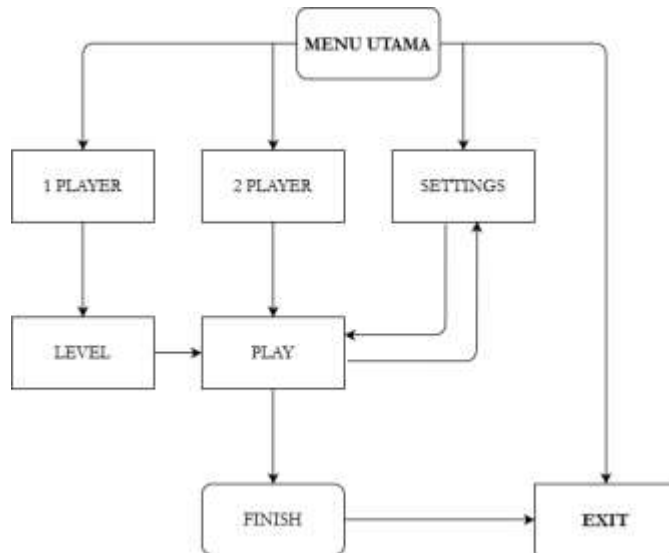 MENU UTAMA
1 PLAYER
2 PLAYER
SETTINGS
LEVEL
PLAY
FINISH
EXIT